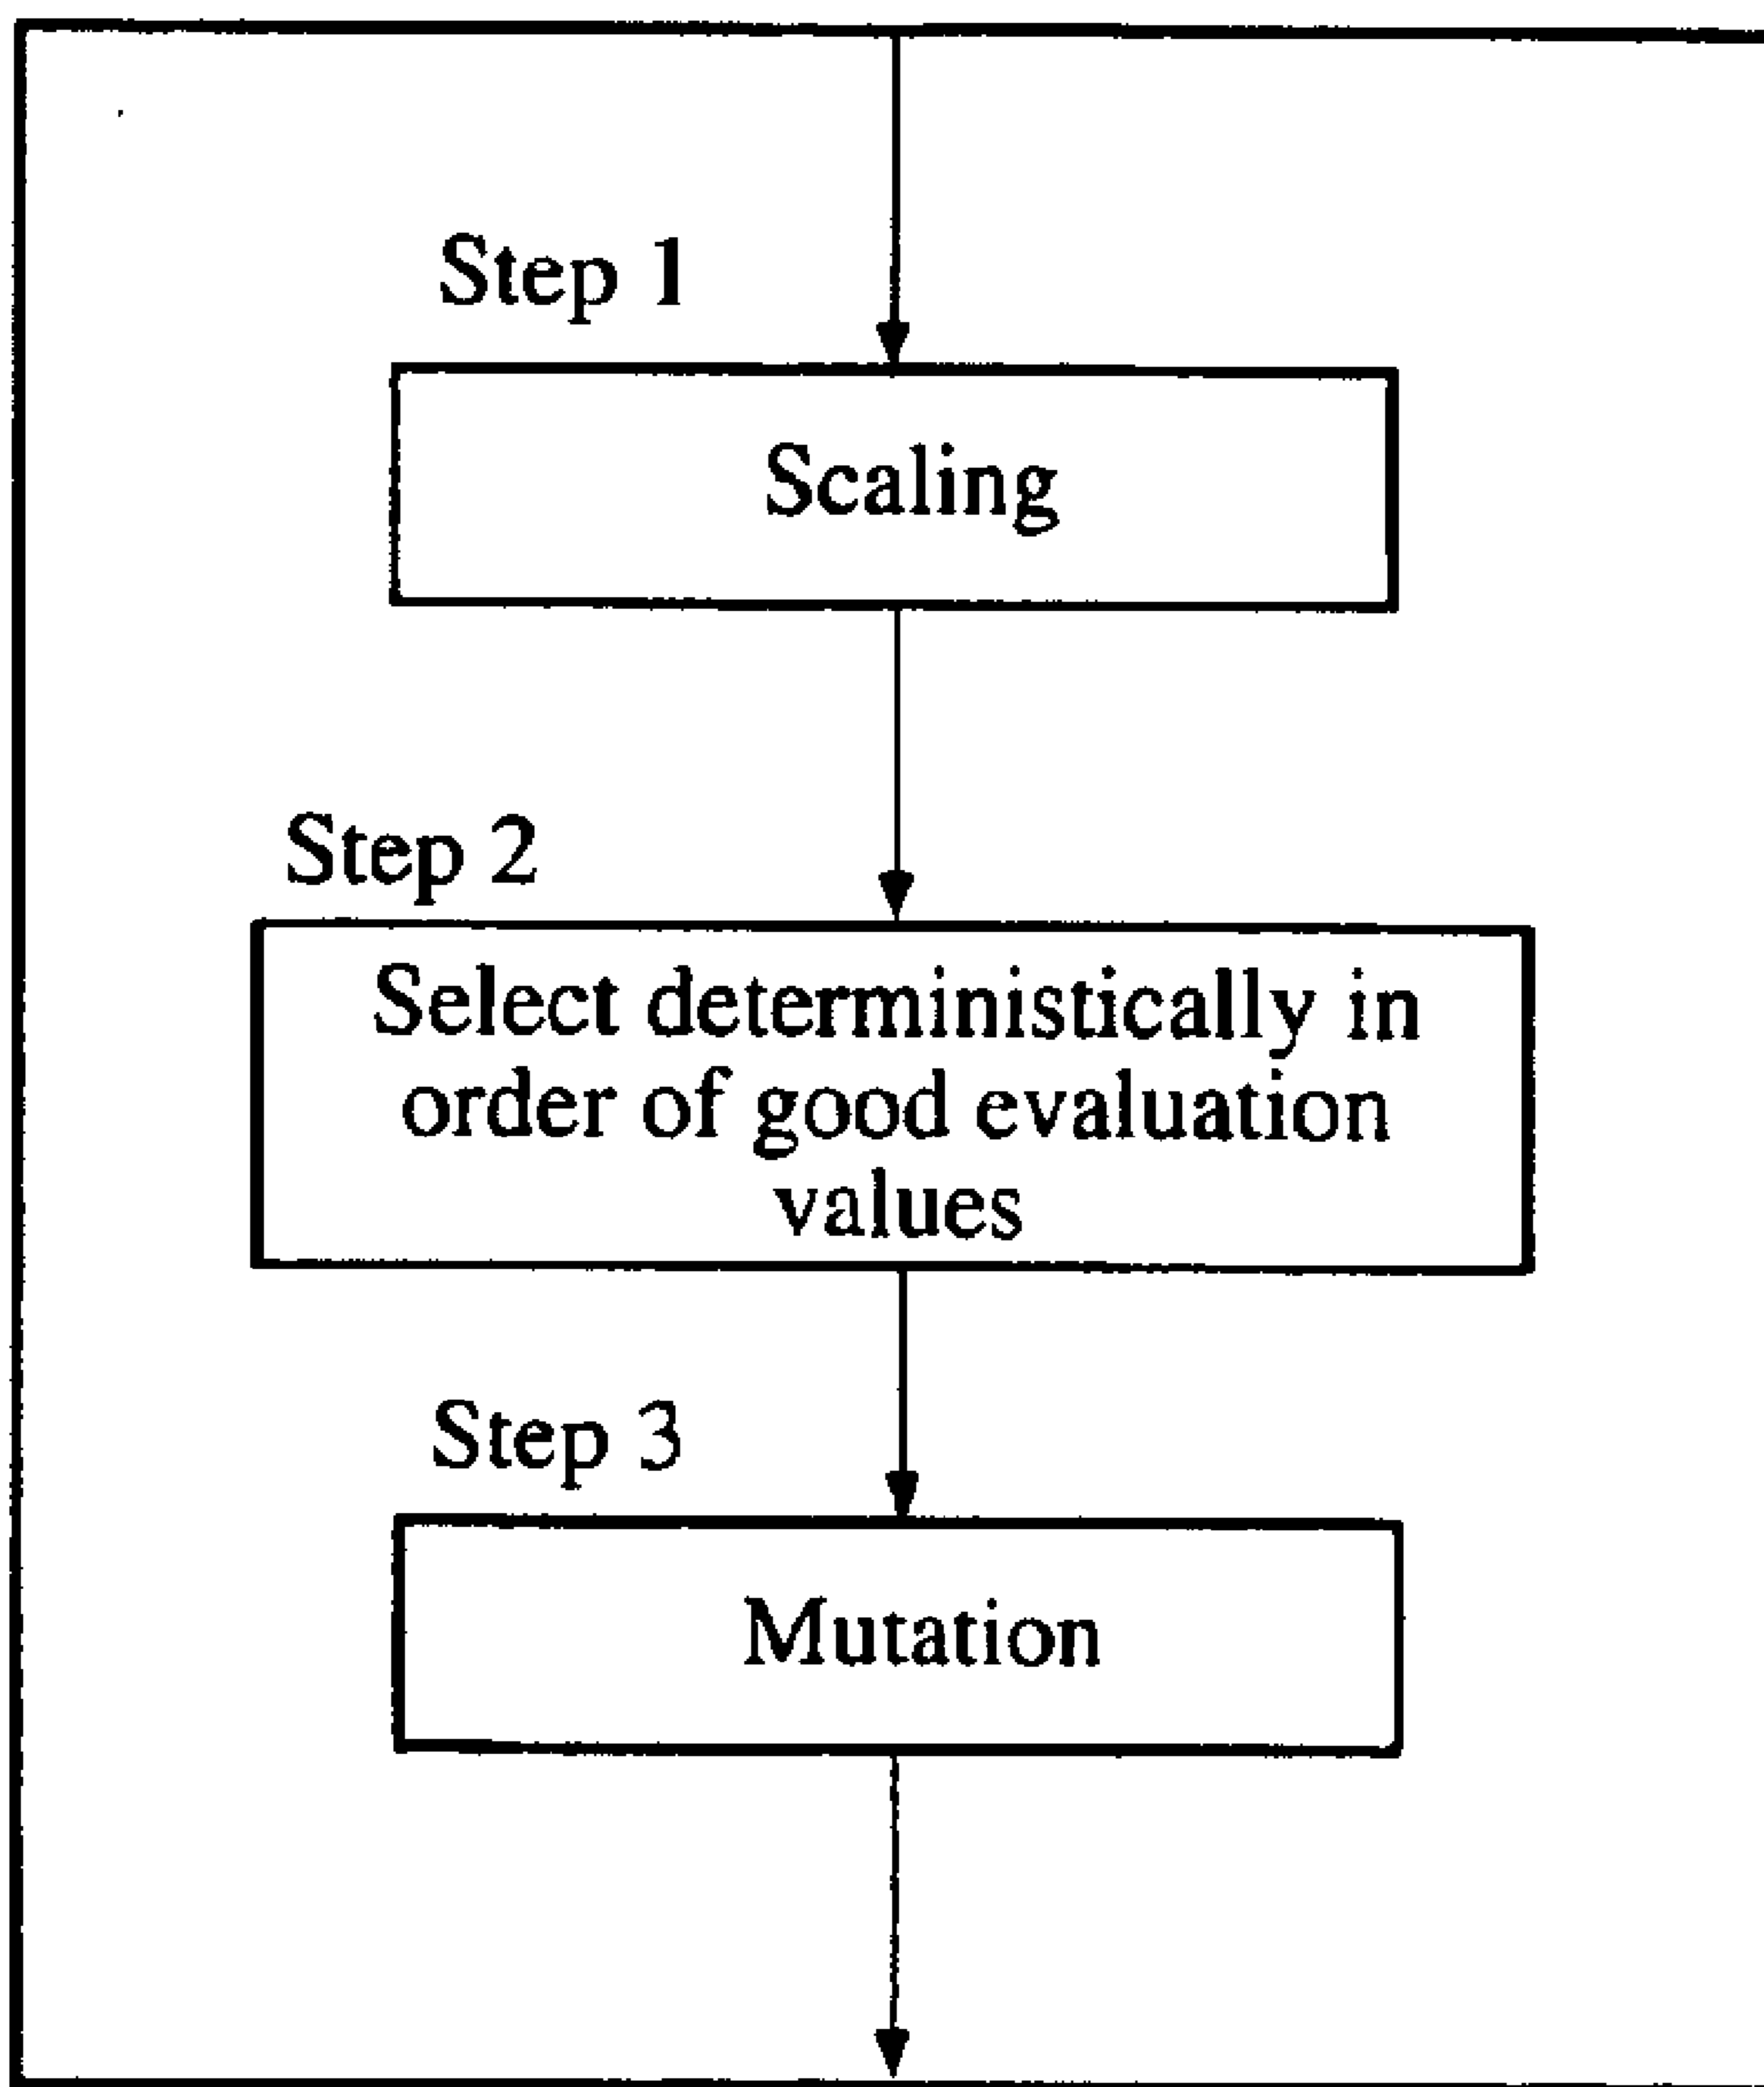 Step 1
Scaling
Step 2
Select deterministically in
order of good evaluation
values
Step 3
Mutation